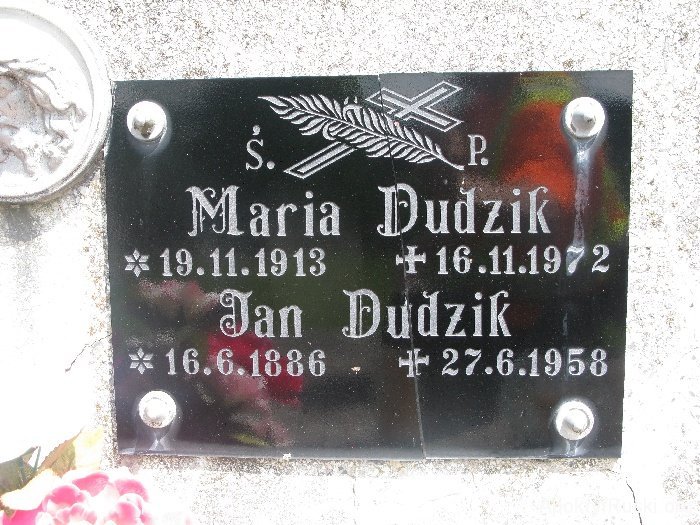 Ś. P.
Maria Dudzik
✲ 19.11.1913 ✝ 16.11.1972
Jan Dudzik
✲ 16.6.1886 ✝ 27.6.1958